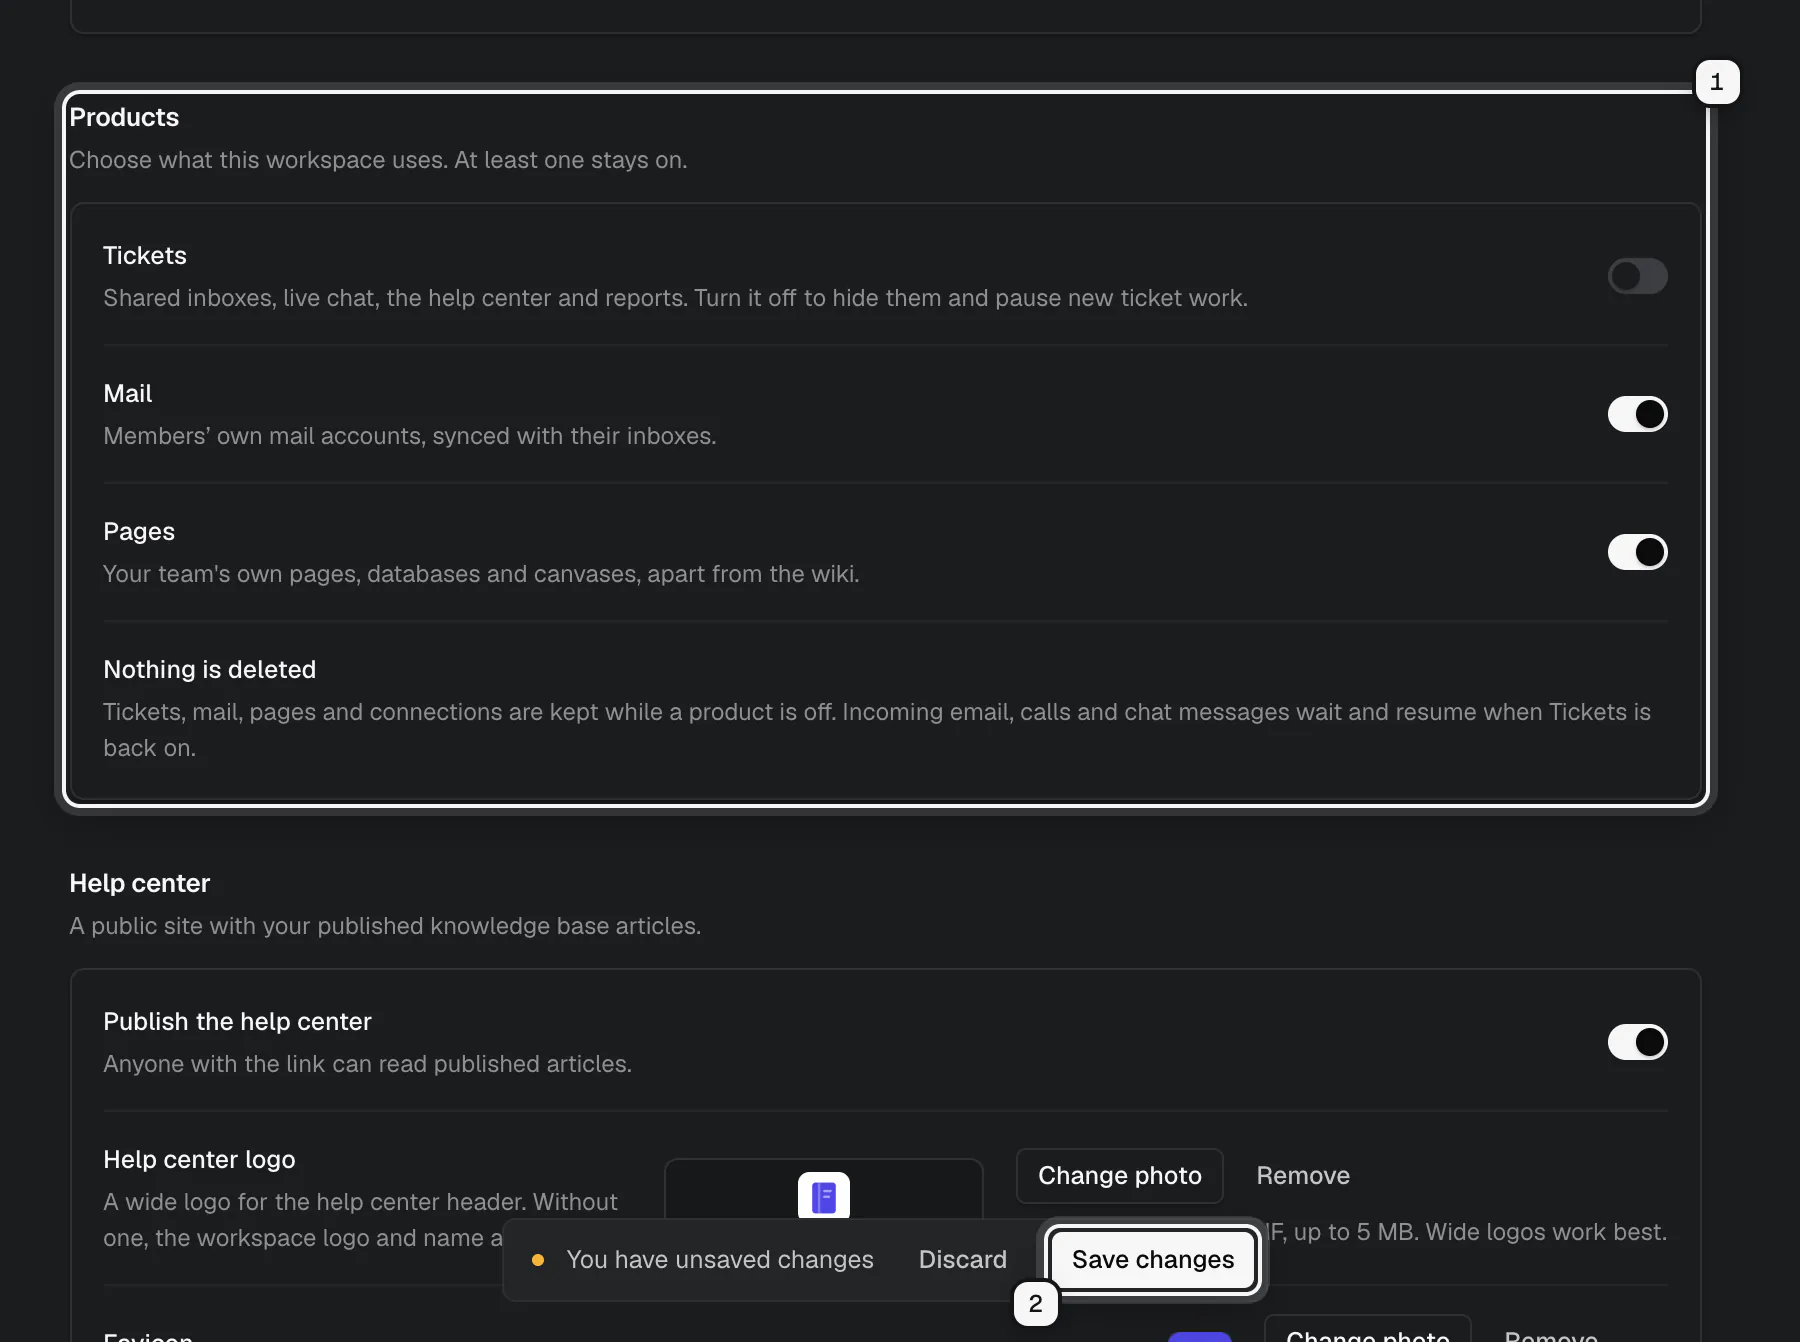 1
Products
Choose what this workspace uses. At least one stays on.
Tickets
Shared inboxes, live chat, the help center and reports. Turn it off to hide them and pause new ticket work.
Mail
Members’ own mail accounts, synced with their inboxes.
Pages
Your team's own pages, databases and canvases, apart from the wiki.
Nothing is deleted
Tickets, mail, pages and connections are kept while a product is off. Incoming email, calls and chat messages wait and resume when Tickets is
back on.
Help center
A public site with your published knowledge base articles.
Publish the help center
Anyone with the link can read published articles.
Help center logo
A wide logo for the help center header. Without
one, the workspace logo and name a
Change photo
Remove
up to 5 MB. Wide logos work best.
You have unsaved changes
Discard
Save changes
2
Favicon
Change photo
Remove